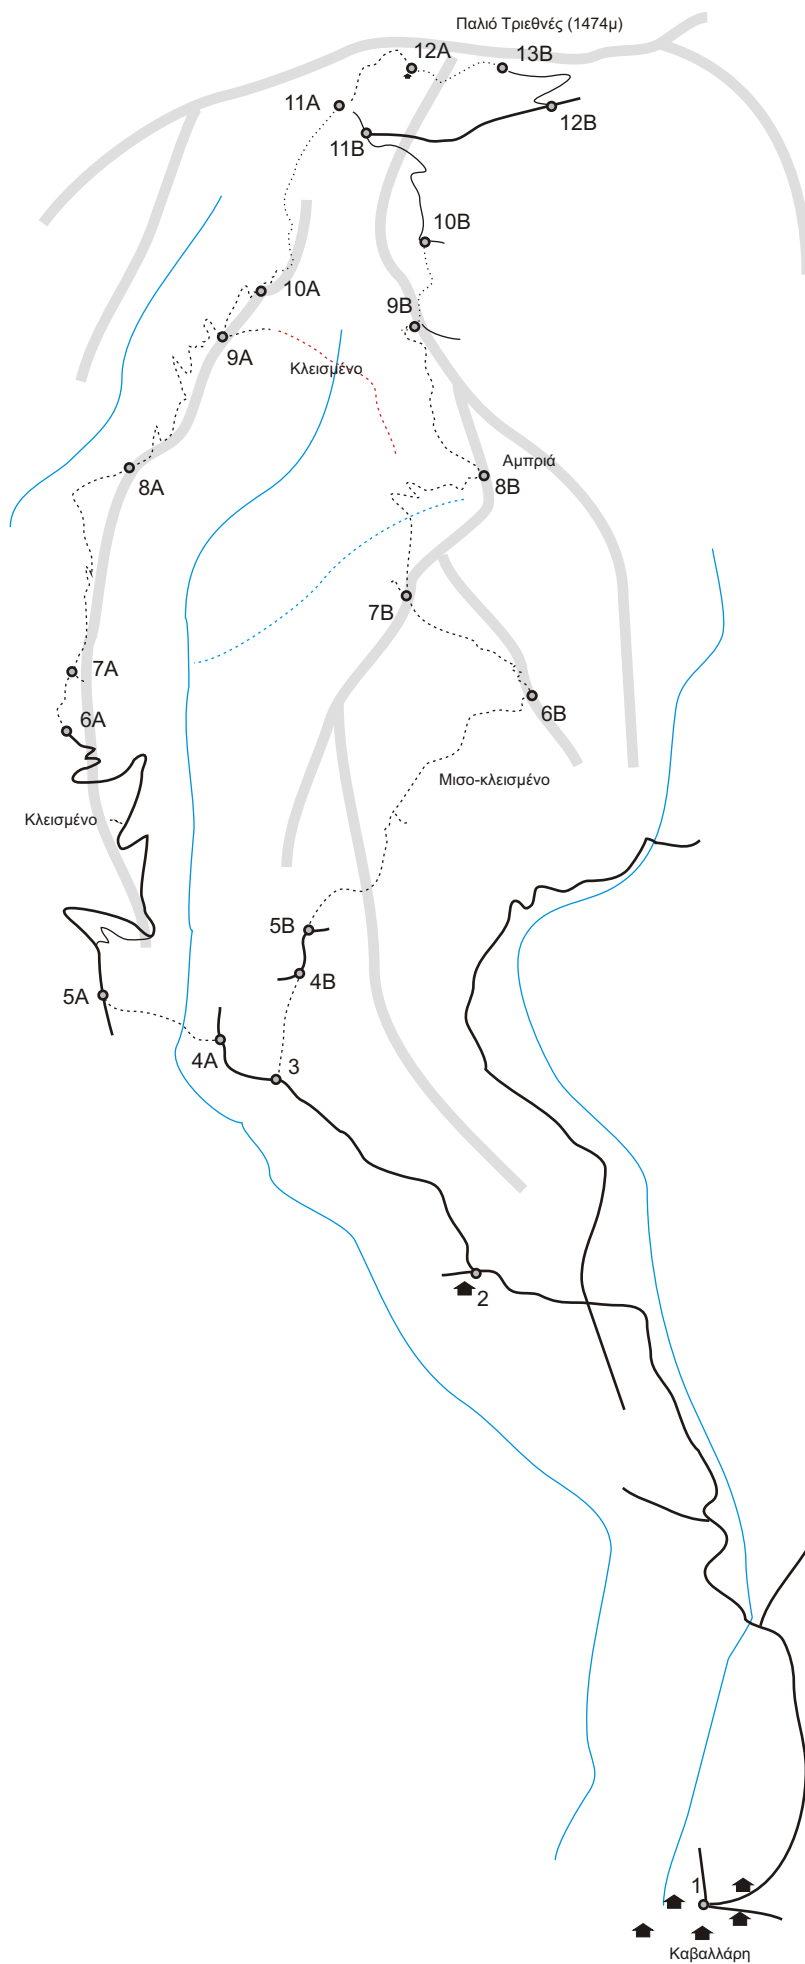 Παλιό Τριεθνές (1474μ)
12A
13B
11A
12B
11B
10B
10A
9B
9A
Κλεισμένο
Αμπριά
8A
8B
7B
7A
6B
6A
Μισο-κλεισμένο
Κλεισμένο
5B
4B
5A
4A
3
2
1
Καβαλλάρη